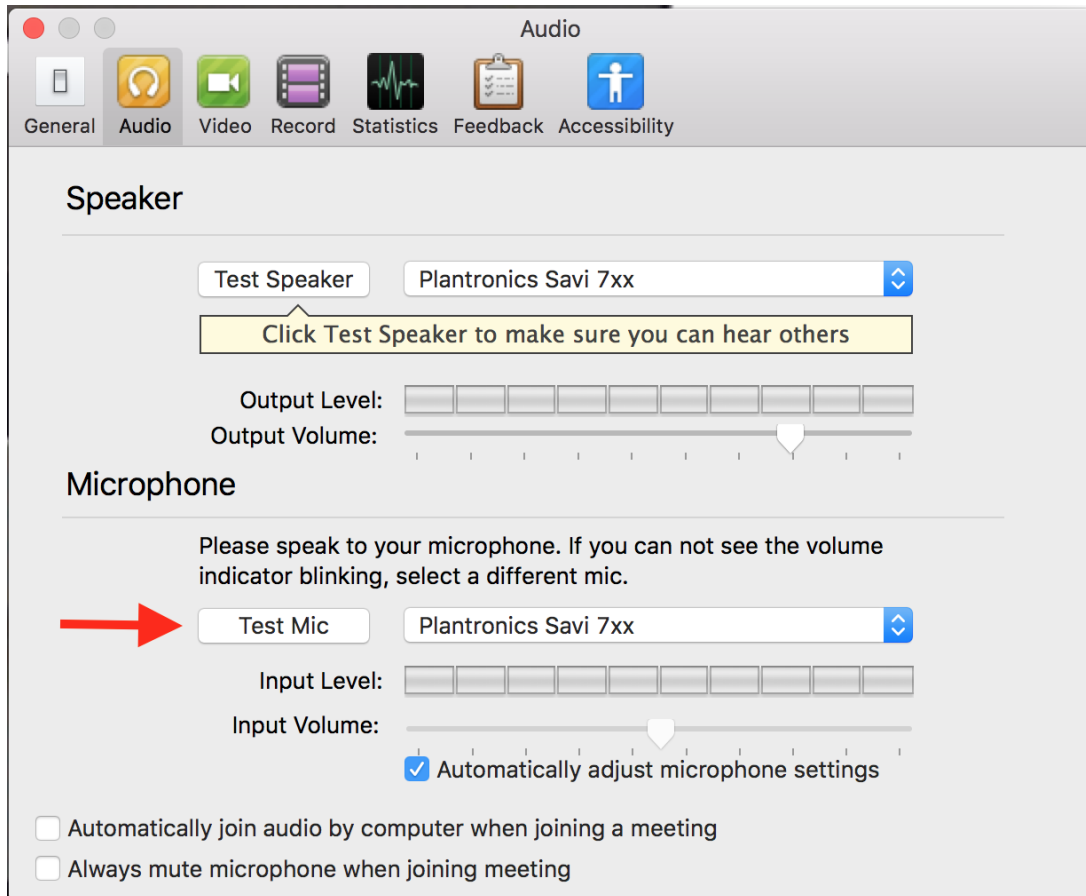 Audio
General Audio Video Record Statistics Feedback Accessibility
Speaker
Test Speaker Plantronics Savi 7xx
Click Test Speaker to make sure you can hear others
Output Level:
Output Volume:
Microphone
Please speak to your microphone. If you can not see the volume
indicator blinking, select a different mic.
Test Mic Plantronics Savi 7xx
Input Level:
Input Volume:
Automatically adjust microphone settings
Automatically join audio by computer when joining a meeting
Always mute microphone when joining meeting